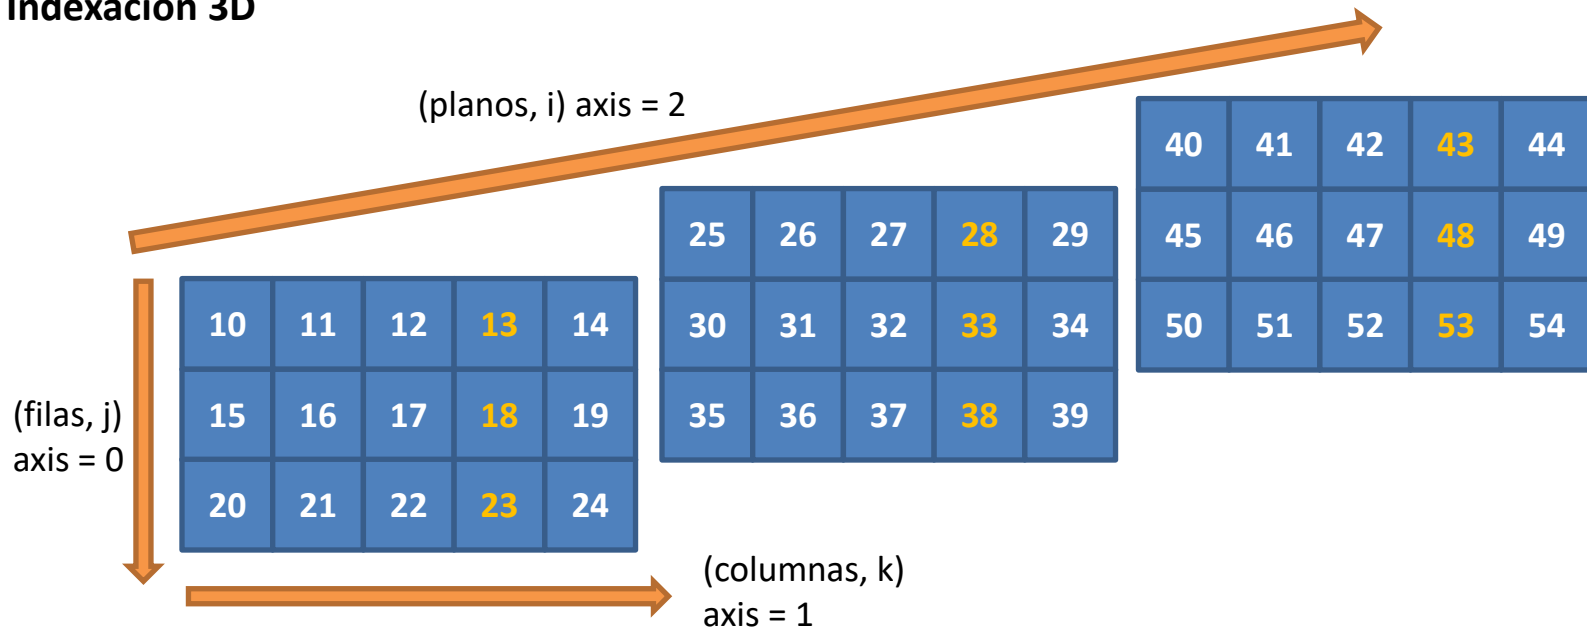 Indexación 3D
(planos, i) axis = 2
40 41 42 43 44
45 46 47 48 49
50 51 52 53 54
25 26 27 28 29
30 31 32 33 34
35 36 37 38 39
10 11 12 13 14
15 16 17 18 19
20 21 22 23 24
(filas, j)
axis = 0
(columnas, k)
axis = 1